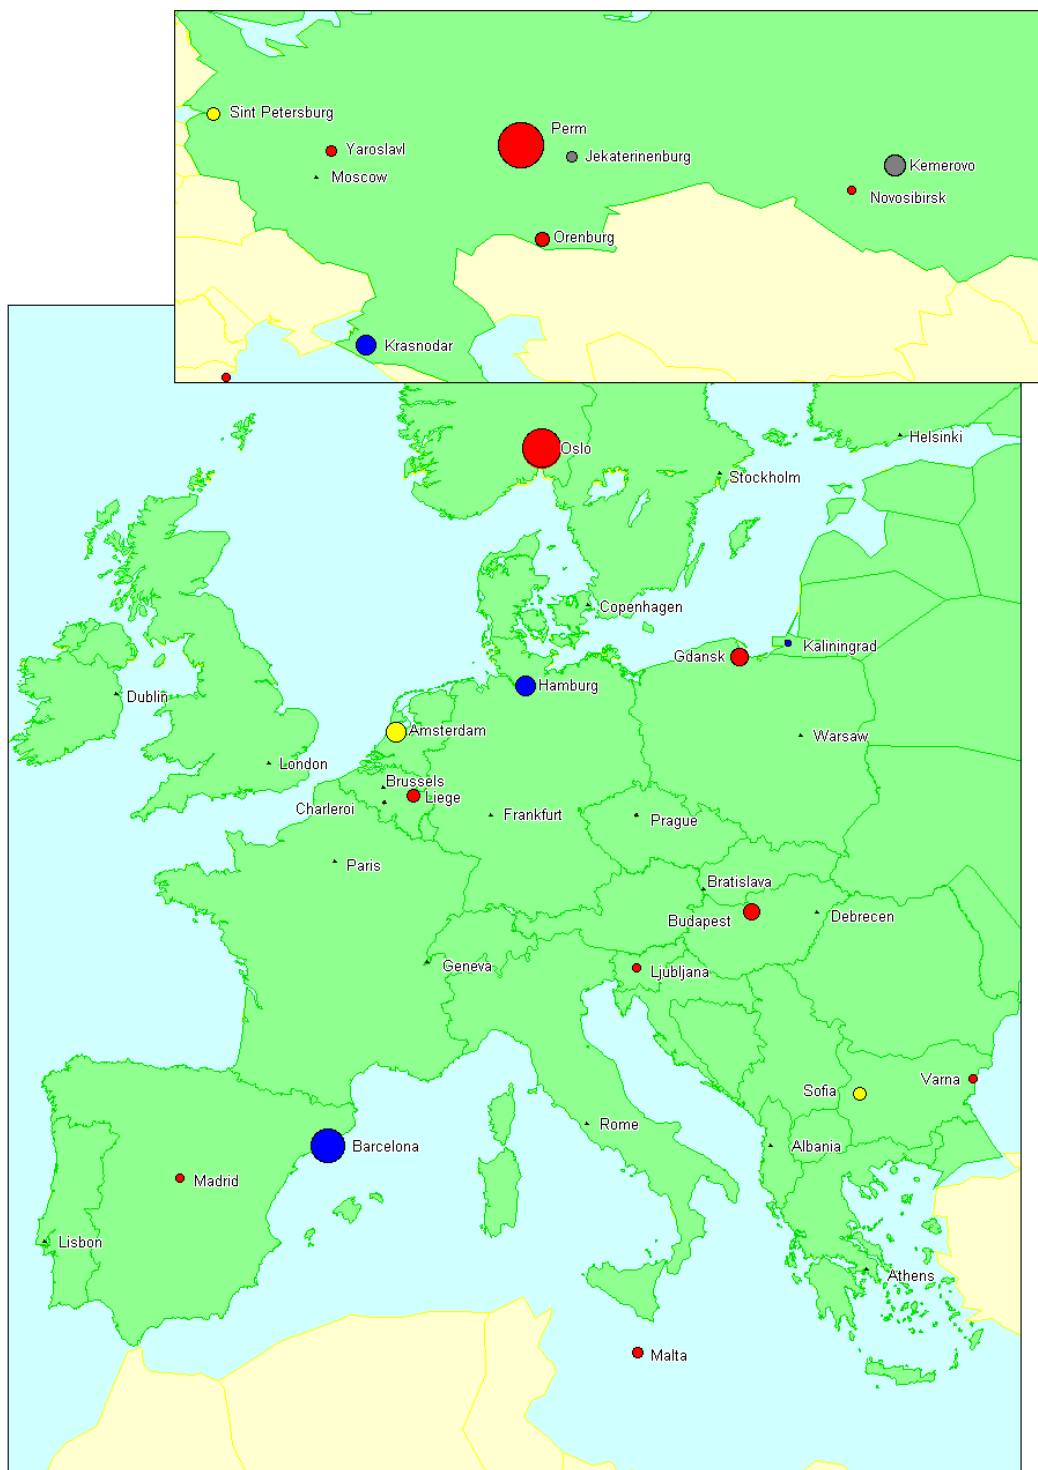 Sint Petersburg
Perm
Yaroslavl
Jekaterinenburg
Kemerovo
Moscow
Novosibirsk
Orenburg
Krasnodar
Helsinki
Oslo
Stockholm
Copenhagen
Kaliningrad
Gdansk
Hamburg
Dublin
Amsterdam
Warsaw
London
Brussels
Liege
Charleroi
Frankfurt
Prague
Paris
Bratislava
Budapest
Debrecen
Geneva
Ljubljana
Varna
Sofia
Rome
Barcelona
Albania
Madrid
Lisbon
Athens
Malta